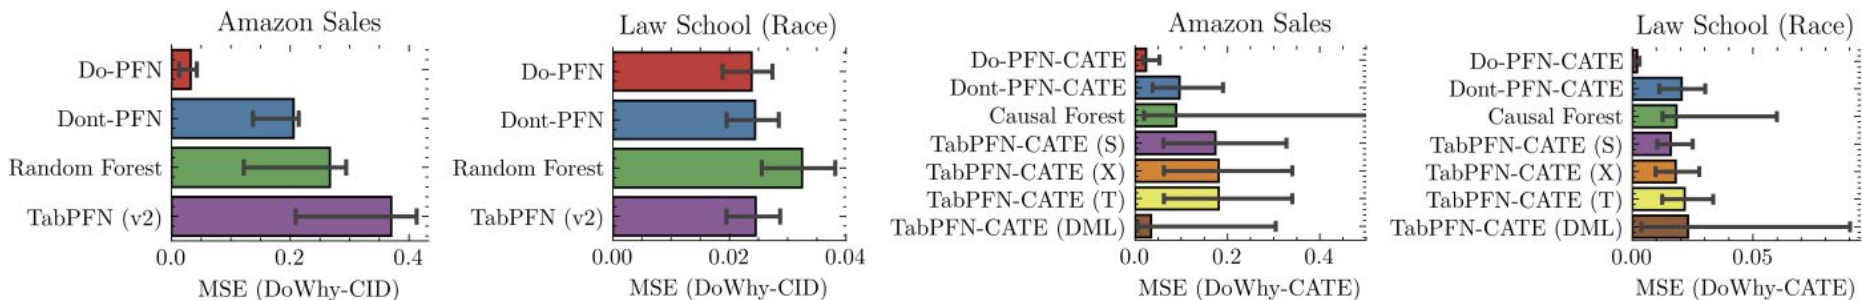 Amazon Sales
Do-PFN
Dont-PFN
Random Forest
TabPFN (v2)
0.0 0.2 0.4
MSE (DoWhy-CID)
Law School (Race)
Do-PFN
Dont-PFN
Random Forest
TabPFN (v2)
0.00 0.02 0.04
MSE (DoWhy-CID)
Amazon Sales
Do-PFN-CATE
Dont-PFN-CATE
Causal Forest
TabPFN-CATE (S)
TabPFN-CATE (X)
TabPFN-CATE (T)
TabPFN-CATE (DML)
0.0 0.2 0.4
MSE (DoWhy-CATE)
Law School (Race)
Do-PFN-CATE
Dont-PFN-CATE
Causal Forest
TabPFN-CATE (S)
TabPFN-CATE (X)
TabPFN-CATE (T)
TabPFN-CATE (DML)
0.00 0.05
MSE (DoWhy-CATE)